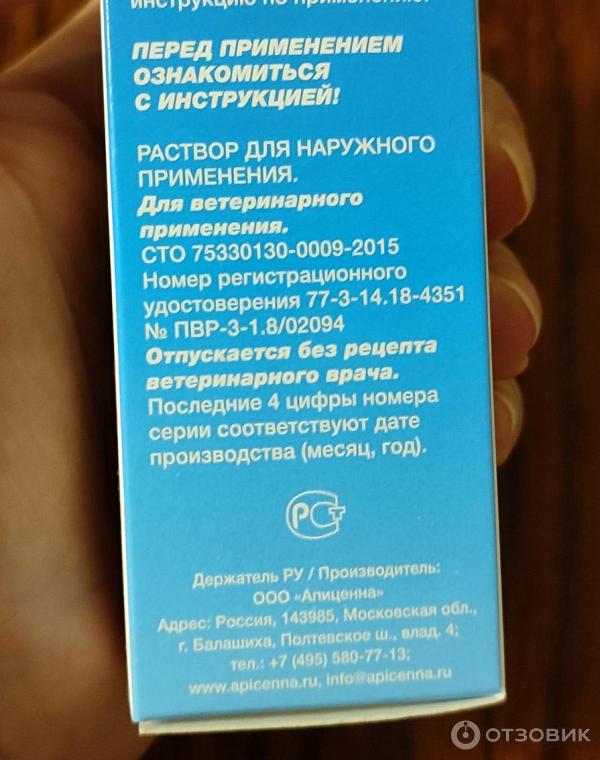 инструкцию по применению.
ПЕРЕД ПРИМЕНЕНИЕМ
ОЗНАКОМИТЬСЯ
С ИНСТРУКЦИЕЙ!
РАСТВОР ДЛЯ НАРУЖНОГО
ПРИМЕНЕНИЯ.
Для ветеринарного
применения.
СТО 75330130-0009-2015
Номер регистрационного
удостоверения 77-3-14.18-4351
№ ПВР-3-1.8/02094
Отпускается без рецепта
ветеринарного врача.
Последние 4 цифры номера
серии соответствуют дате
производства (месяц, год).
РСТ
Держатель РУ / Производитель:
ООО «Апиценна»
Адрес: Россия, 143985, Московская обл.,
г. Балашиха, Полтевское ш., влад. 4;
тел.: +7 (495) 580-77-13;
www.apicenna.ru, info@apicenna.ru
ОТЗОВИК